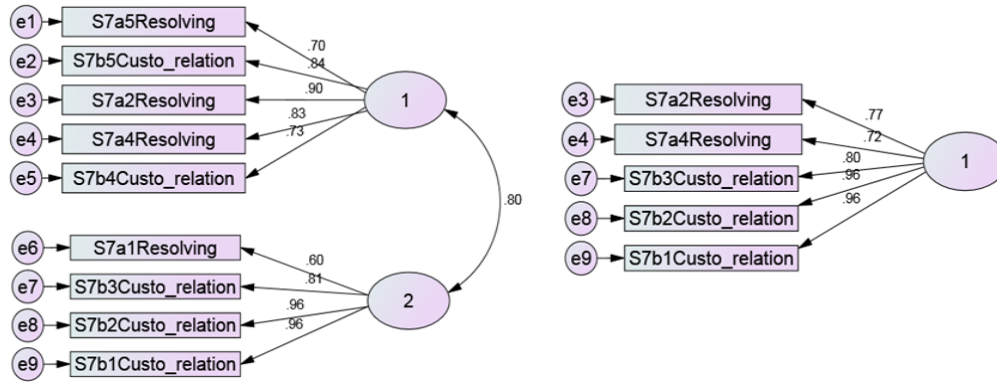 e1 S7a5Resolving
.70
e2 S7b5Custo_relation
.84
e3 S7a2Resolving
.90
1
e4 S7a4Resolving
.83
e5 S7b4Custo_relation
.73
.80
e6 S7a1Resolving
.60
e7 S7b3Custo_relation
.81
2
e8 S7b2Custo_relation
.96
e9 S7b1Custo_relation
.96
e3 S7a2Resolving
.77
e4 S7a4Resolving
.72
1
e7 S7b3Custo_relation
.80
e8 S7b2Custo_relation
.96
e9 S7b1Custo_relation
.96